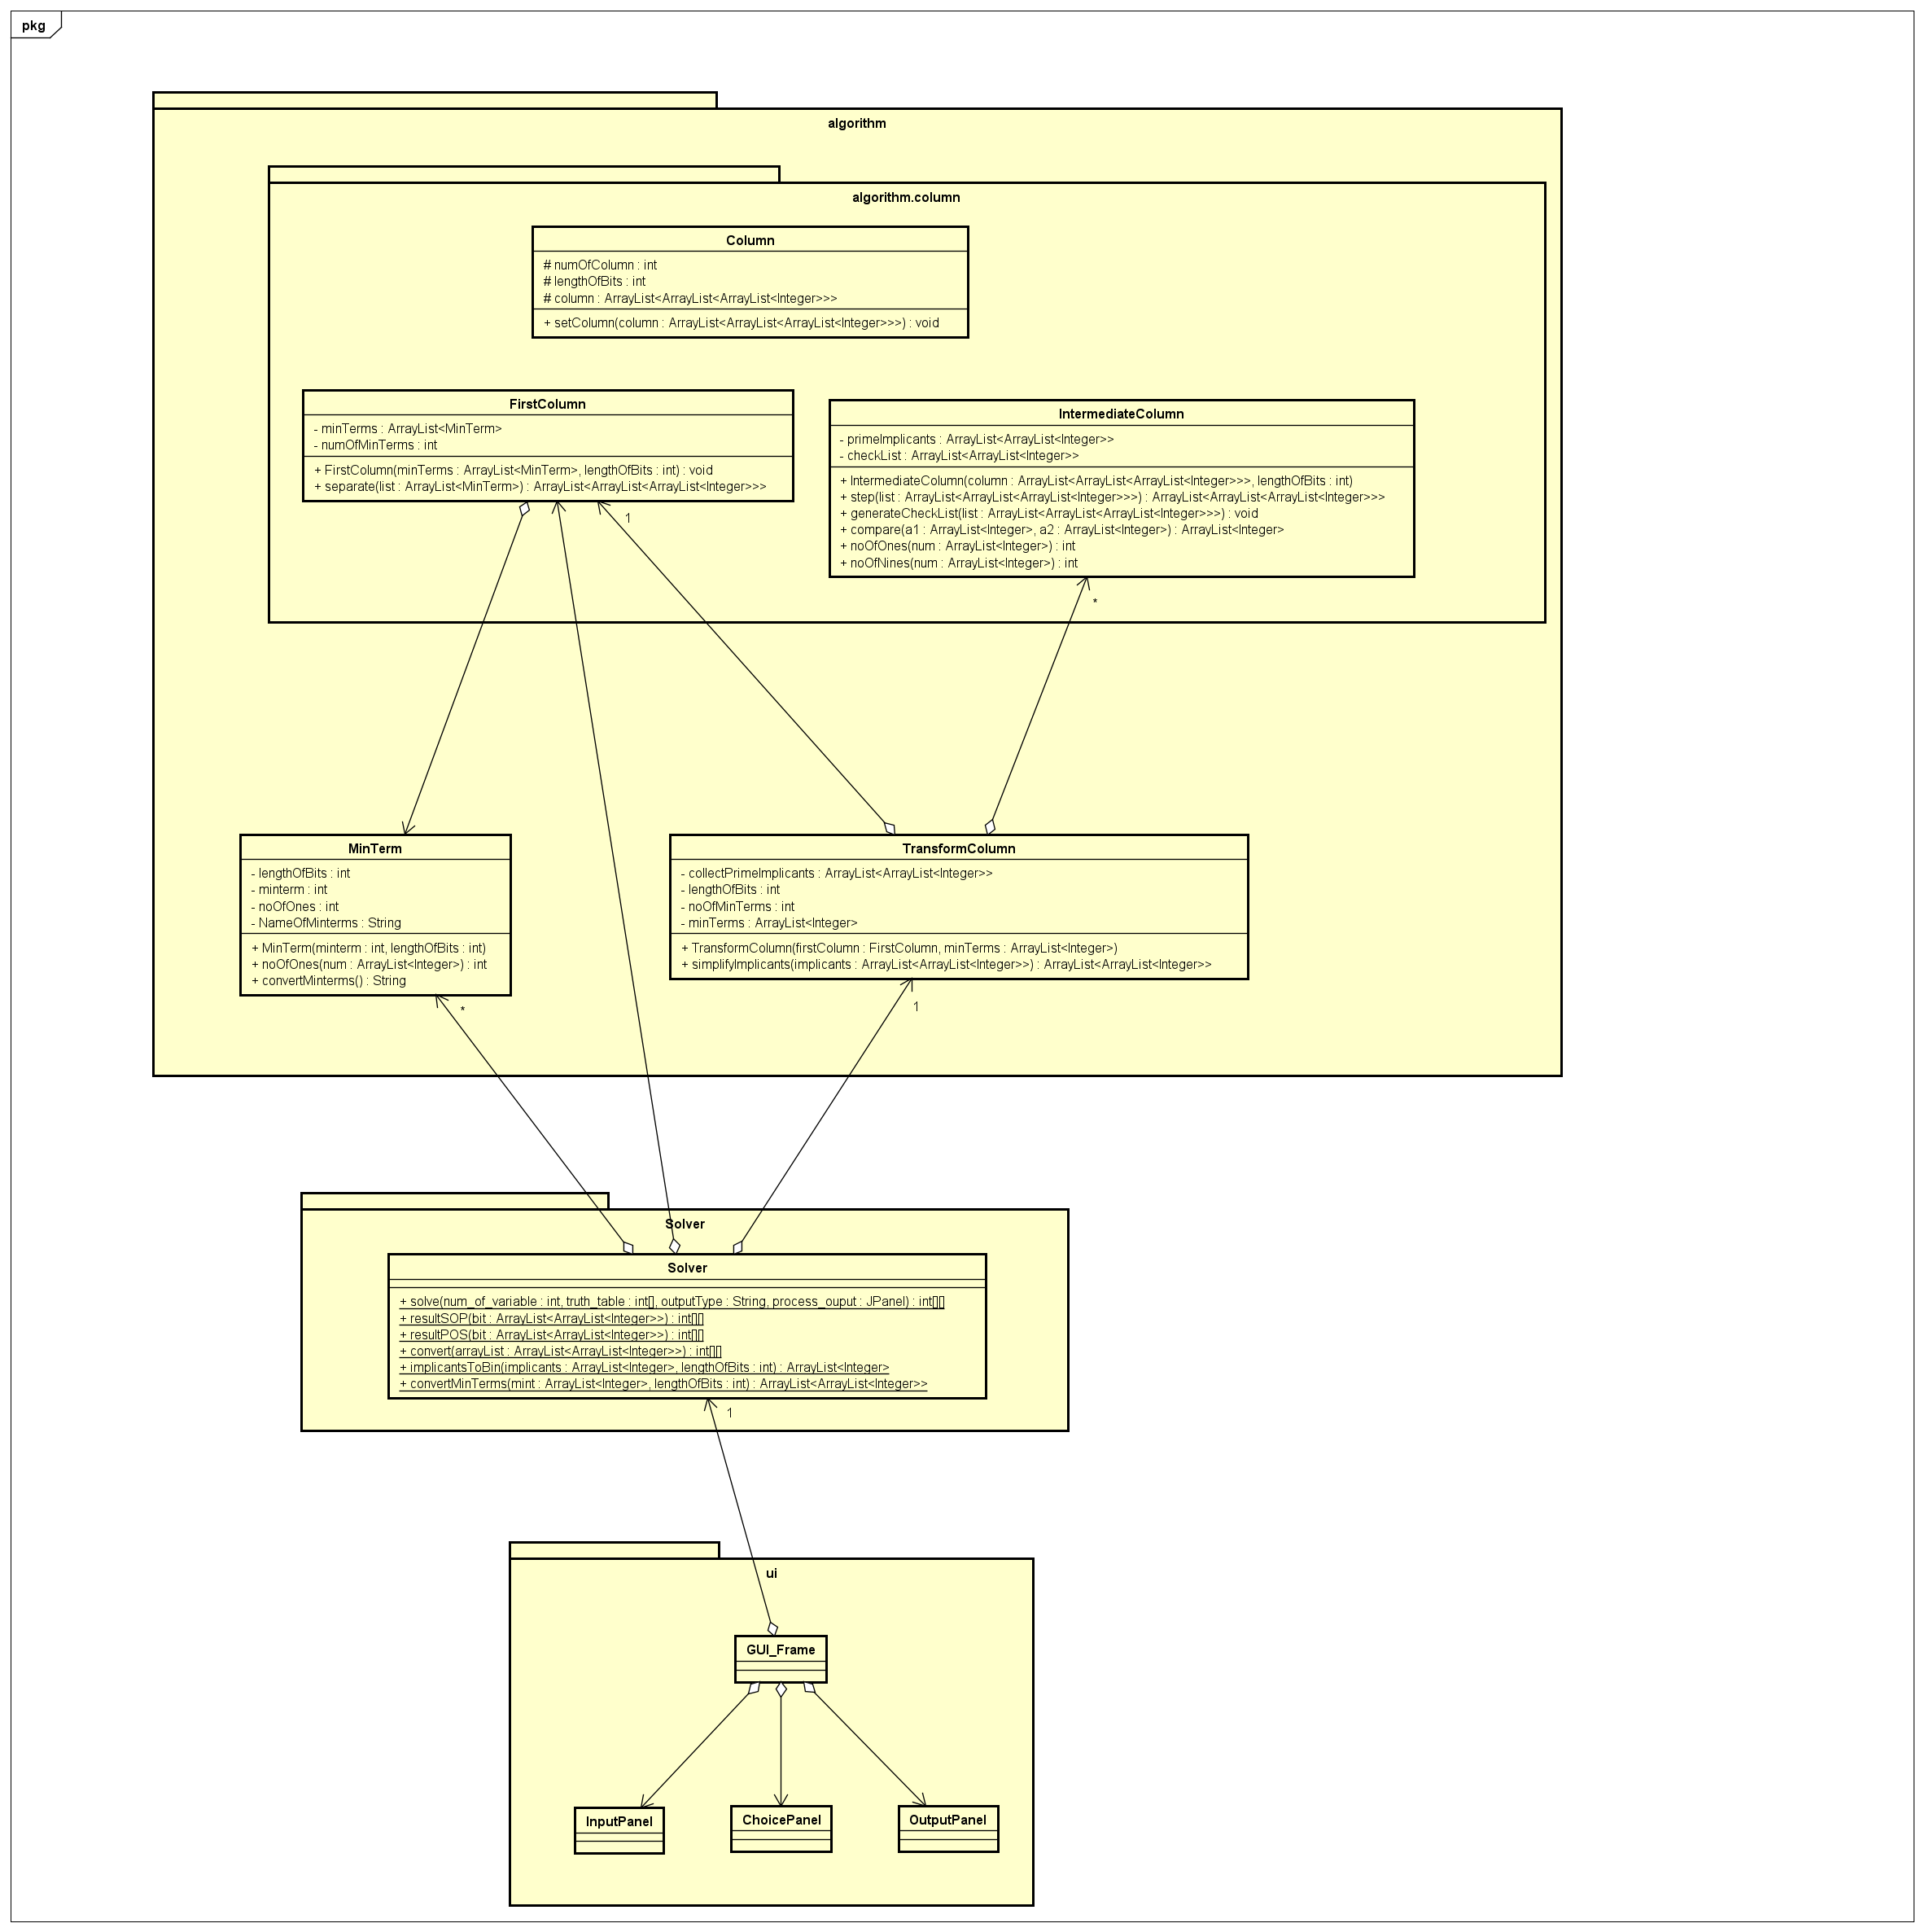 pkg
algorithm
algorithm.column
Column
# numOfColumn : int
# lengthOfBits : int
# column : ArrayList<ArrayList<ArrayList<Integer>>>
+ setColumn(column : ArrayList<ArrayList<ArrayList<Integer>>>) : void
FirstColumn
- minTerms : ArrayList<MinTerm>
- numOfMinTerms : int
+ FirstColumn(minTerms : ArrayList<MinTerm>, lengthOfBits : int) : void
+ separate(list : ArrayList<MinTerm>) : ArrayList<ArrayList<ArrayList<Integer>>>
1
IntermediateColumn
- primeImplicants : ArrayList<ArrayList<Integer>>
- checkList : ArrayList<ArrayList<Integer>>
+ IntermediateColumn(column : ArrayList<ArrayList<ArrayList<Integer>>>, lengthOfBits : int)
+ step(list : ArrayList<ArrayList<ArrayList<Integer>>>) : ArrayList<ArrayList<ArrayList<Integer>>>
+ generateCheckList(list : ArrayList<ArrayList<ArrayList<Integer>>>) : void
+ compare(a1 : ArrayList<Integer>, a2 : ArrayList<Integer>) : ArrayList<Integer>
+ noOfOnes(num : ArrayList<Integer>) : int
+ noOfNines(num : ArrayList<Integer>) : int
*
MinTerm
- lengthOfBits : int
- minterm : int
- noOfOnes : int
- NameOfMinterms : String
+ MinTerm(minterm : int, lengthOfBits : int)
+ noOfOnes(num : ArrayList<Integer>) : int
+ convertMinterms() : String
*
TransformColumn
- collectPrimeImplicants : ArrayList<ArrayList<Integer>>
- lengthOfBits : int
- noOfMinTerms : int
- minTerms : ArrayList<Integer>
+ TransformColumn(firstColumn : FirstColumn, minTerms : ArrayList<Integer>)
+ simplifyImplicants(implicants : ArrayList<ArrayList<Integer>>) : ArrayList<ArrayList<Integer>>
1
Solver
Solver
+ solve(num_of_variable : int, truth_table : int[], outputType : String, process_ouput : JPanel) : int[][]
+ resultSOP(bit : ArrayList<ArrayList<Integer>>) : int[][]
+ resultPOS(bit : ArrayList<ArrayList<Integer>>) : int[][]
+ convert(arrayList : ArrayList<ArrayList<Integer>>) : int[][]
+ implicantsToBin(implicants : ArrayList<Integer>, lengthOfBits : int) : ArrayList<Integer>
+ convertMinTerms(mint : ArrayList<Integer>, lengthOfBits : int) : ArrayList<ArrayList<Integer>>
1
ui
GUI_Frame
InputPanel
ChoicePanel
OutputPanel